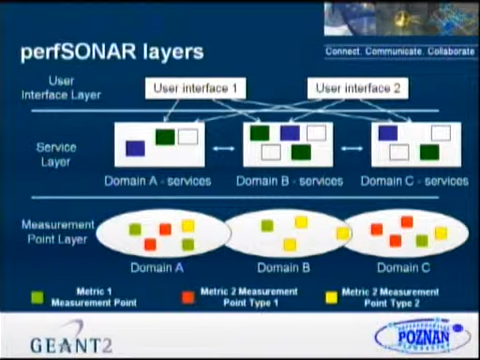 Connect. Communicate. Collaborate
perfSONAR layers
User
Interface Layer
User interface 1
User interface 2
Service
Layer
Domain A - services
Domain B - services
Domain C - services
Measurement
Point Layer
Domain A
Domain B
Domain C
Metric 1
Measurement Point
Metric 2 Measurement
Point Type 1
Metric 2 Measurement
Point Type 2
GEANT2
POZNAN